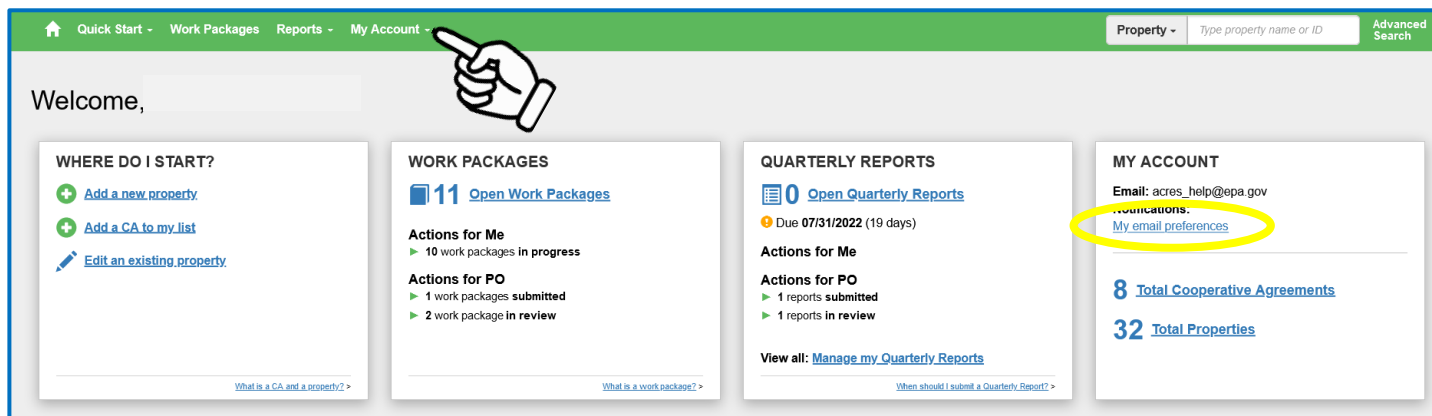 Quick Start - Work Packages Reports - My Account - Property - Type property name or ID Advanced
Search
Welcome,
WHERE DO I START?
Add a new property
Add a CA to my list
Edit an existing property
What is a CA and a property? >
WORK PACKAGES
11 Open Work Packages
Actions for Me
10 work packages in progress
Actions for PO
1 work packages submitted
2 work package in review
What is a work package? >
QUARTERLY REPORTS
0 Open Quarterly Reports
Due 07/31/2022 (19 days)
Actions for Me
Actions for PO
1 reports submitted
1 reports in review
View all: Manage my Quarterly Reports
When should I submit a Quarterly Report? >
MY ACCOUNT
Email: acres_help@epa.gov
Notifications:
My email preferences
8 Total Cooperative Agreements
32 Total Properties